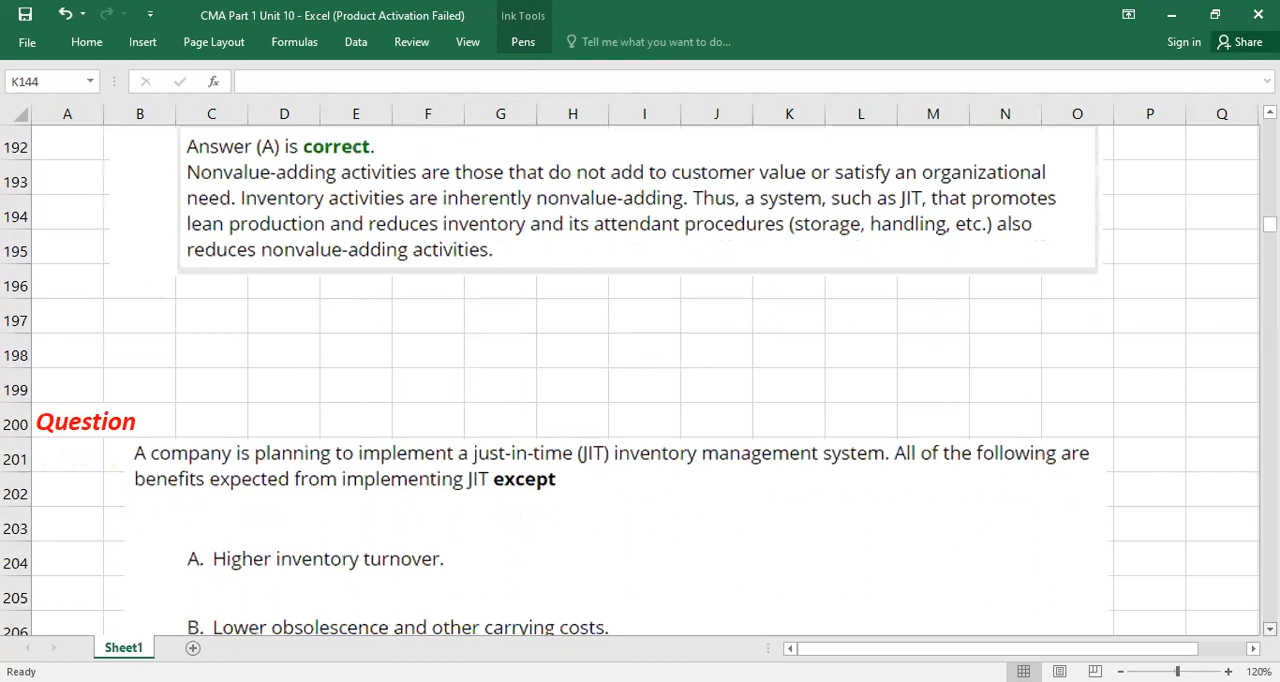 CMA Part 1 Unit 10 - Excel (Product Activation Failed)
Ink Tools
File
Home
Insert
Page Layout
Formulas
Data
Review
View
Pens
Tell me what you want to do...
Sign in
Share
K144
fx
A B C D E F G H I J K L M N O P Q
192
Answer (A) is correct.
193
Nonvalue-adding activities are those that do not add to customer value or satisfy an organizational
194
need. Inventory activities are inherently nonvalue-adding. Thus, a system, such as JIT, that promotes
lean production and reduces inventory and its attendant procedures (storage, handling, etc.) also
195
reduces nonvalue-adding activities.
196
197
198
199
200
Question
201
A company is planning to implement a just-in-time (JIT) inventory management system. All of the following are
202
benefits expected from implementing JIT except
203
204
A. Higher inventory turnover.
205
206
B. Lower obsolescence and other carrying costs.
Sheet1
Ready
120%